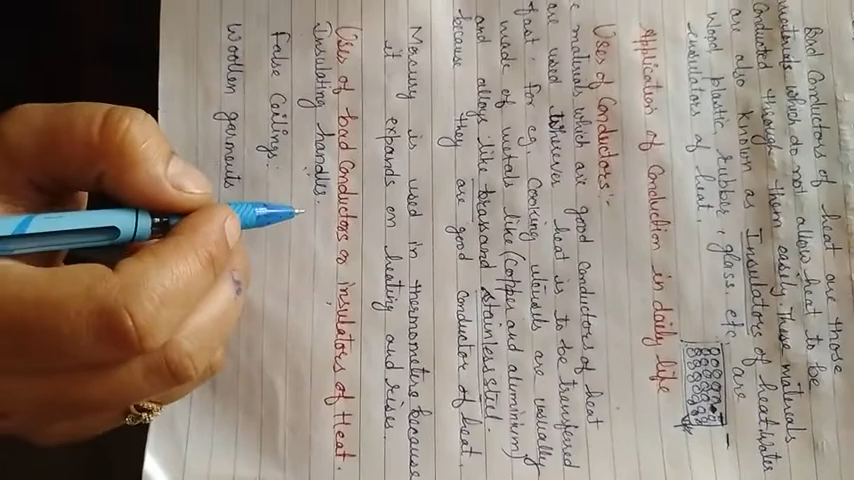 Bad Conductors of heat are those
materials which do not allow heat to be
Conducted through them easily. These materials
are also known as Insulators of heat. Water
Wood, plastic, rubber, glass. etc are
insulators of heat.
Application of Conduction in daily life
Uses of Conductors:-
materials which are good conductors of heat
are used wherever heat is to be transferred
fast. for eg. Cooking utensils are usually
made of metals like (Copper and aluminium)
and alloys like brass and stainless steel
because they are good conductor of heat.
Mercury is used in thermometers because
it expands on heating and rises.
Uses of bad Conductors or insulators of Heat.
Insulating handles.
false Ceilings.
Woollen garments